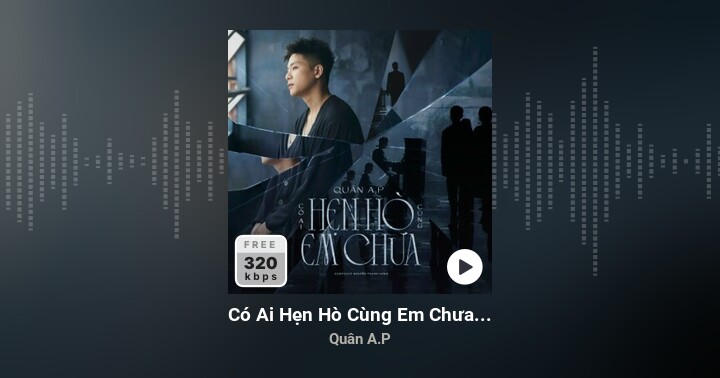 QUÂN A.P
CÓ AI
HẸN HÒ
CÙNG
EM CHƯA
FREE
320
kbps
Có Ai Hẹn Hò Cùng Em Chưa...
Quân A.P